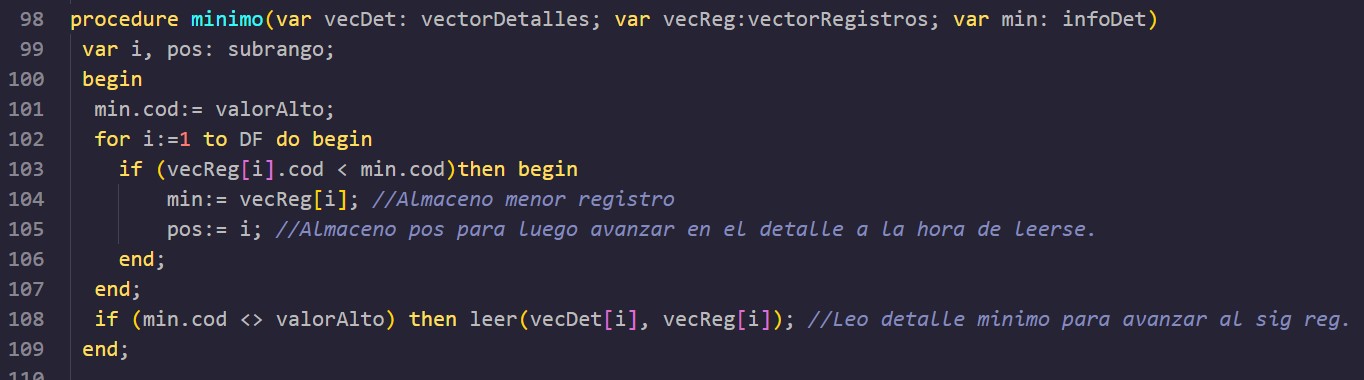 98 procedure minimo(var vecDet: vectorDetalles; var vecReg:vectorRegistros; var min: infoDet)
99 var i, pos: subrango;
100 begin
101 min.cod:= valorAlto;
102 for i:=1 to DF do begin
103 if (vecReg[i].cod < min.cod)then begin
104 min:= vecReg[i]; //Almaceno menor registro
105 pos:= i; //Almaceno pos para luego avanzar en el detalle a la hora de leerse.
106 end;
107 end;
108 if (min.cod <> valorAlto) then leer(vecDet[i], vecReg[i]); //Leo detalle minimo para avanzar al sig reg.
109 end;
110